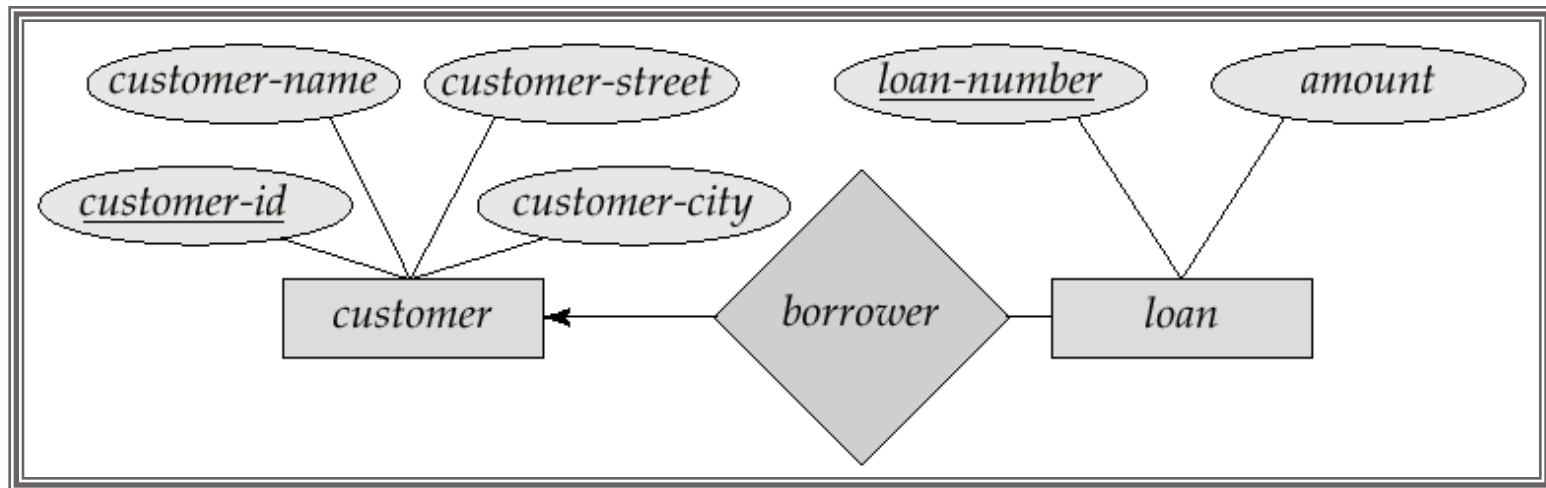 customer-name
customer-street
loan-number
amount
customer-id
customer-city
customer
borrower
loan